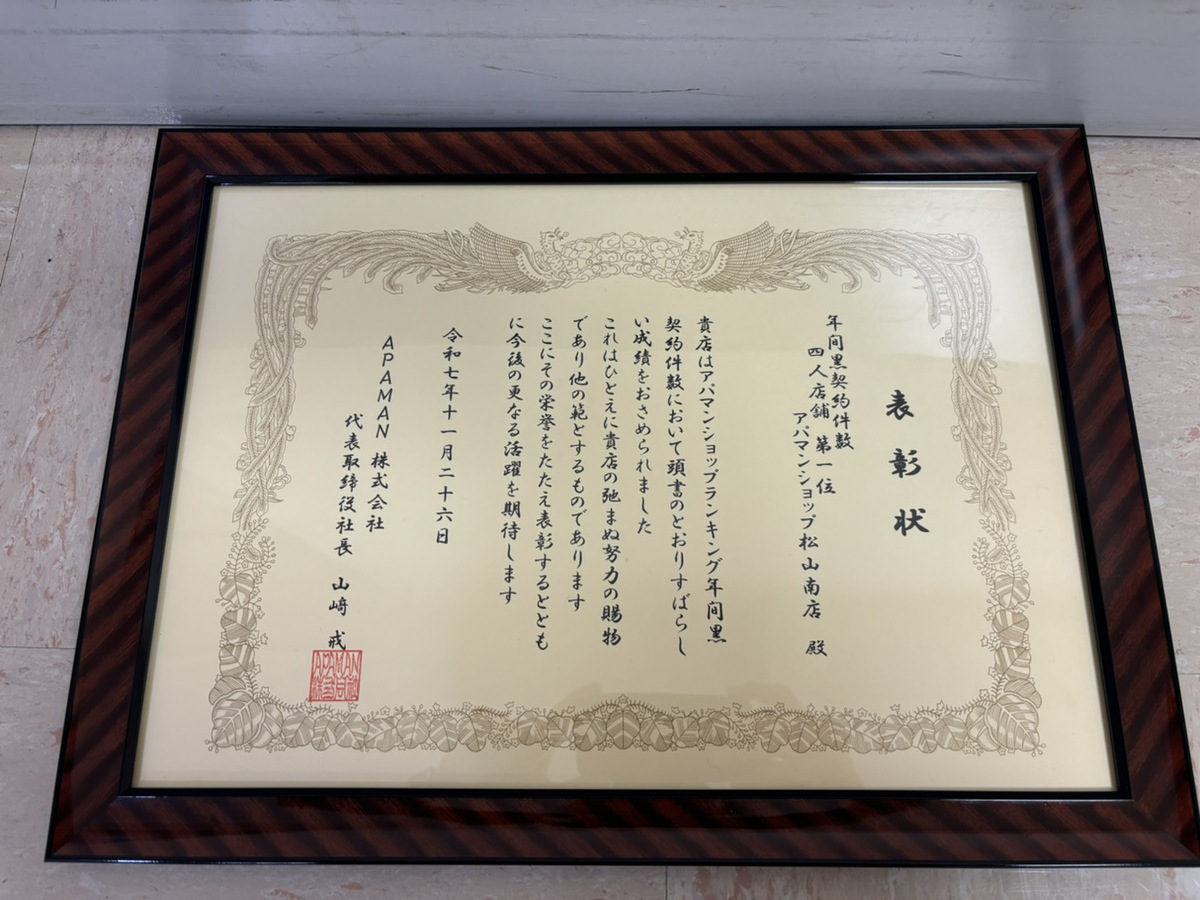 表彰状
年間黒契約件数
四人店舗 第一位
アパマンショップ松山南店 殿
貴店はアパマンショップランキング年間黒
契約件数において頭書のとおりすばらし
い成績をおさめられました
これはひとえに貴店の弛まぬ努力の賜物
であり他の範とするものであります
ここにその栄誉をたたえ表彰するととも
に今後の更なる活躍を期待します
令和七年十一月二十六日
APAMAN 株式会社
代表取締役社長 山﨑 戒
APAMAN
株式会社